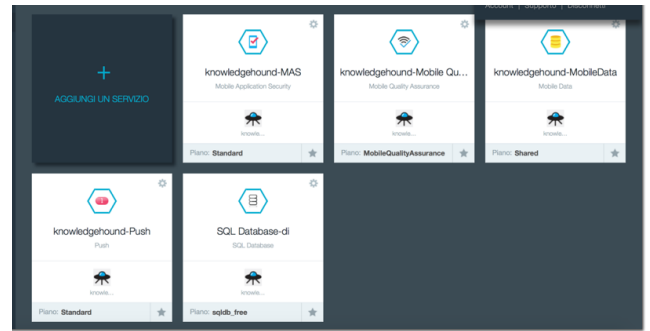 Account | Supporto | Disconnetti
AGGIUNGI UN SERVIZIO
knowledgehound-MAS
Mobile Application Security
knowle...
Piano: Standard
knowledgehound-Mobile Qu...
Mobile Quality Assurance
knowle...
Piano: MobileQualityAssurance
knowledgehound-MobileData
Mobile Data
knowle...
Piano: Shared
knowledgehound-Push
Push
knowle...
Piano: Standard
SQL Database-di
SQL Database
knowle...
Piano: sqldb_free